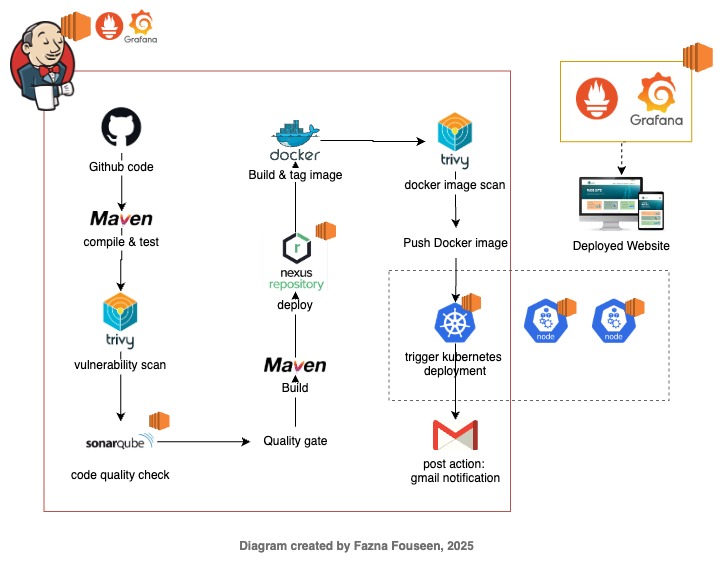 Grafana
Github code
Maven
compile & test
trivy
vulnerability scan
sonarqube
code quality check
Quality gate
Maven
Build
nexus
repository
deploy
docker
Build & tag image
trivy
docker image scan
Push Docker image
trigger kubernetes
deployment
post action:
gmail notification
node
node
Grafana
Deployed Website
Diagram created by Fazna Fouseen, 2025